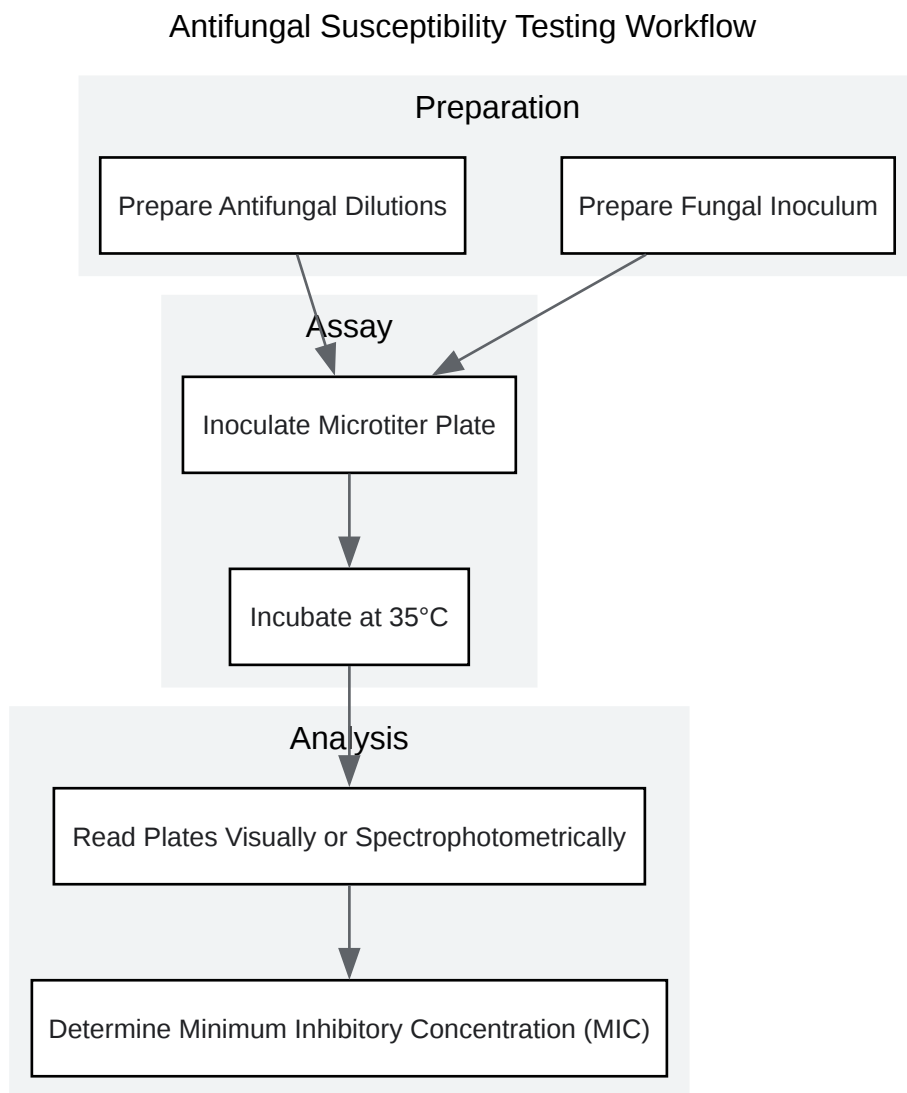 Antifungal Susceptibility Testing Workflow
Preparation
Prepare Antifungal Dilutions
Prepare Fungal Inoculum
Assay
Inoculate Microtiter Plate
Incubate at 35°C
Analysis
Read Plates Visually or Spectrophotometrically
Determine Minimum Inhibitory Concentration (MIC)